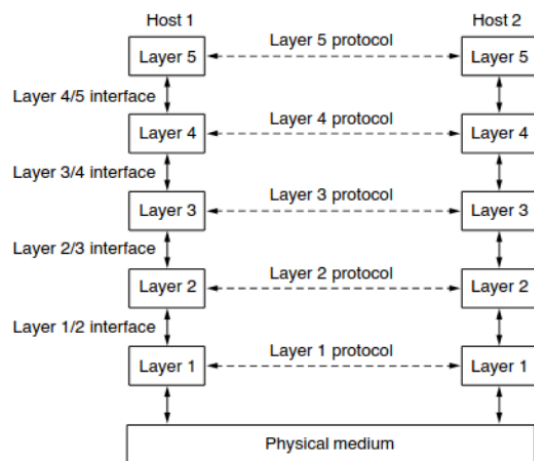 Host 1 Host 2
Layer 5 Layer 5 protocol Layer 5
Layer 4/5 interface
Layer 4 Layer 4 protocol Layer 4
Layer 3/4 interface
Layer 3 Layer 3 protocol Layer 3
Layer 2/3 interface
Layer 2 Layer 2 protocol Layer 2
Layer 1/2 interface
Layer 1 Layer 1 protocol Layer 1
Physical medium